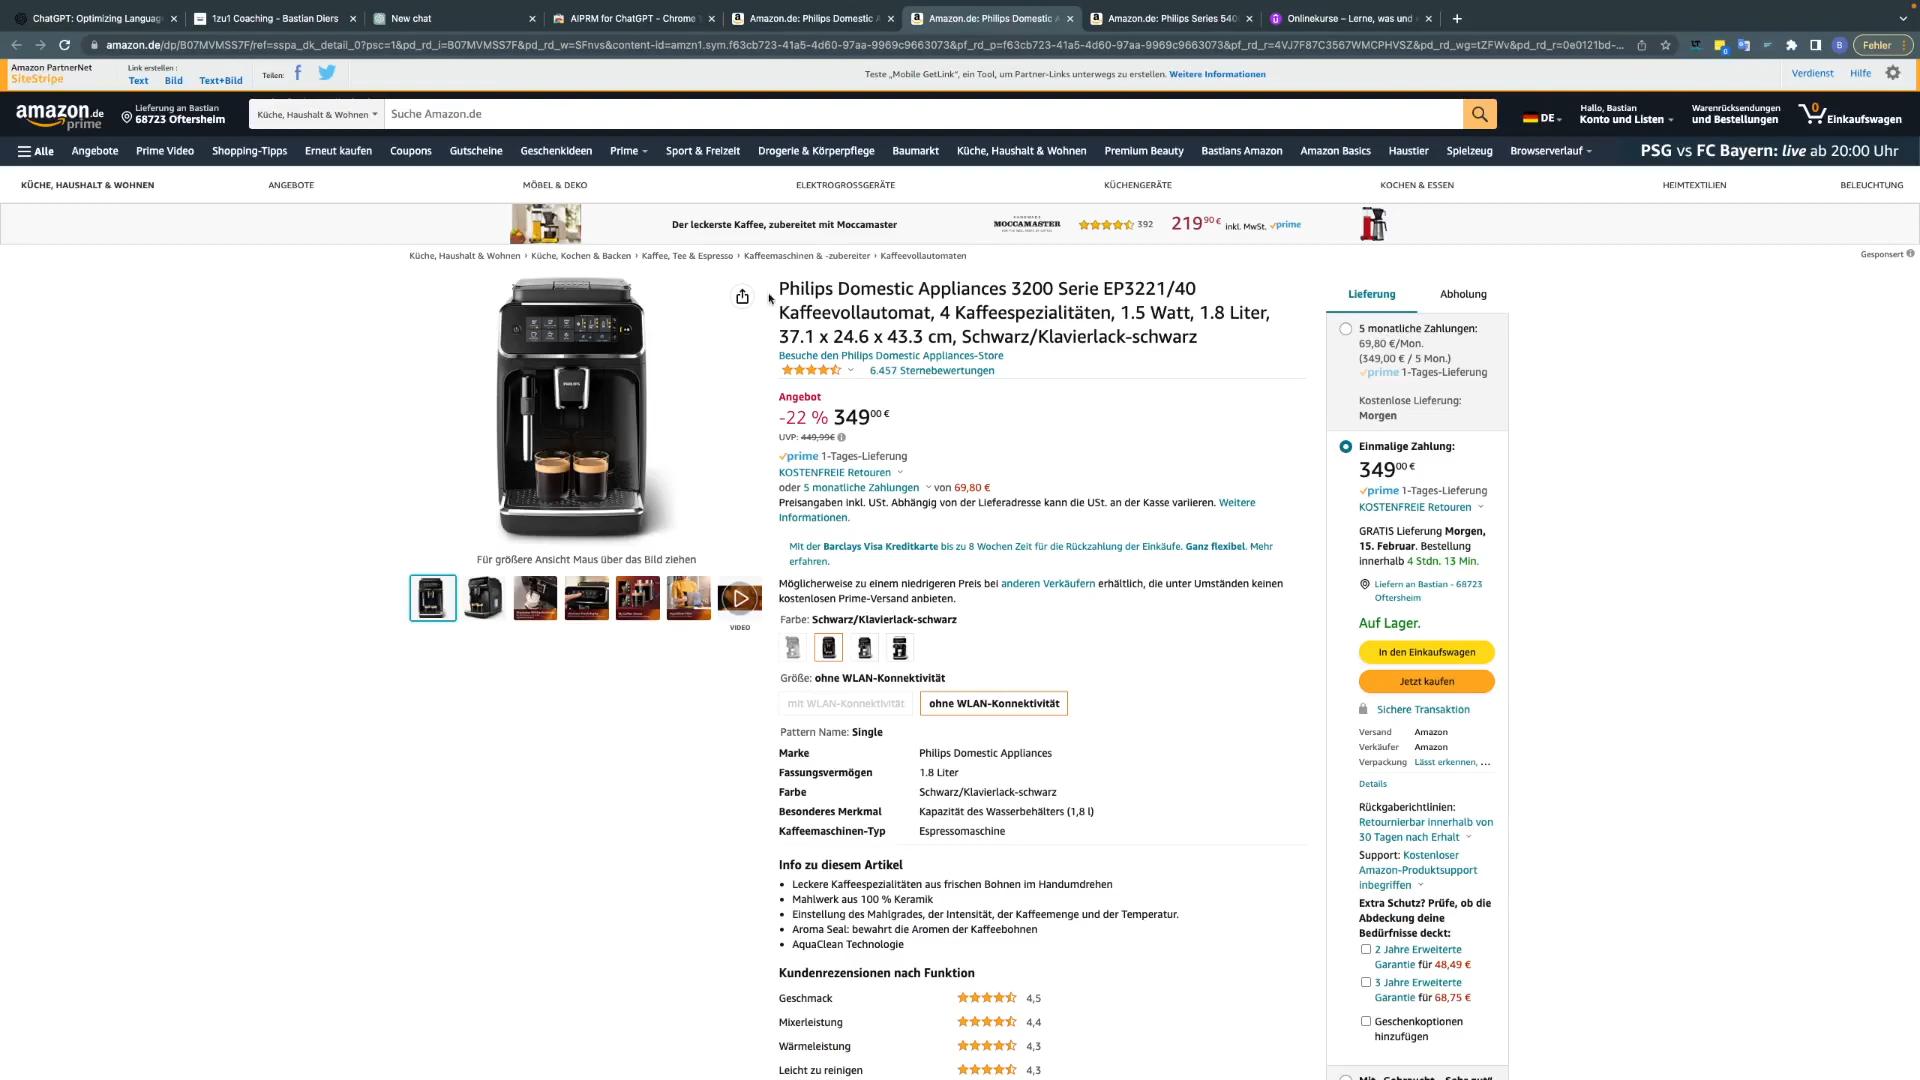 ChatGPT: Optimizing Languag
1zu1 Coaching - Bastian Diers
New chat
AIPRM for ChatGPT - Chrome
Amazon.de: Philips Domestic A
Amazon.de: Philips Domestic A
Amazon.de: Philips Series 540
Onlinekurse – Lerne, was und
amazon.de/dp/B07MVMSS7F/ref=sspa_dk_detail_0?psc=1&pd_rd_i=B07MVMSS7F&pd_rd_w=SFnvs&content-id=amzn1.sym.f63cb723-41a5-4d60-97aa-9969c9663073&pf_rd_p=f63cb723-41a5-4d60-97aa-9969c9663073&pf_rd_r=4VJ7F87C3567WMCPHVSZ&pd_rd_wg=tZFWv&pd_rd_r=0e0121bd-...
B
Fehler
Amazon PartnerNet
SiteStripe
Link erstellen :
Text Bild Text+Bild
Teilen:
Teste „Mobile GetLink“, ein Tool, um Partner-Links unterwegs zu erstellen. Weitere Informationen
Verdienst Hilfe
amazon.de
prime
Lieferung an Bastian
68723 Oftersheim
Küche, Haushalt & Wohnen
Suche Amazon.de
DE
Hallo, Bastian
Konto und Listen
Warenrücksendungen
und Bestellungen
0
Einkaufswagen
Alle Angebote Prime Video Shopping-Tipps Erneut kaufen Coupons Gutscheine Geschenkideen Prime Sport & Freizeit Drogerie & Körperpflege Baumarkt Küche, Haushalt & Wohnen Premium Beauty Bastians Amazon Amazon Basics Haustier Spielzeug Browserverlauf PSG vs FC Bayern: live ab 20:00 Uhr
KÜCHE, HAUSHALT & WOHNEN ANGEBOTE MÖBEL & DEKO ELEKTROGROSSGERÄTE KÜCHENGERÄTE KOCHEN & ESSEN HEIMTEXTILIEN BELEUCHTUNG
Der leckerste Kaffee, zubereitet mit Moccamaster
MOCCAMASTER
392
219,90 € inkl. MwSt. prime
Küche, Haushalt & Wohnen › Küche, Kochen & Backen › Kaffee, Tee & Espresso › Kaffeemaschinen & -zubereiter › Kaffeevollautomaten
Gesponsert
PHILIPS
Für größere Ansicht Maus über das Bild ziehen
VIDEO
Philips Domestic Appliances 3200 Serie EP3221/40
Kaffeevollautomat, 4 Kaffeespezialitäten, 1.5 Watt, 1.8 Liter,
37.1 x 24.6 x 43.3 cm, Schwarz/Klavierlack-schwarz
Besuche den Philips Domestic Appliances-Store
6.457 Sternebewertungen
Angebot
-22 % 349,00 €
UVP: 449,99€
prime 1-Tages-Lieferung
KOSTENFREIE Retouren
oder 5 monatliche Zahlungen von 69,80 €
Preisangaben inkl. USt. Abhängig von der Lieferadresse kann die USt. an der Kasse variieren. Weitere
Informationen.
Mit der Barclays Visa Kreditkarte bis zu 8 Wochen Zeit für die Rückzahlung der Einkäufe. Ganz flexibel. Mehr
erfahren.
Möglicherweise zu einem niedrigeren Preis bei anderen Verkäufern erhältlich, die unter Umständen keinen
kostenlosen Prime-Versand anbieten.
Farbe: Schwarz/Klavierlack-schwarz
Größe: ohne WLAN-Konnektivität
mit WLAN-Konnektivität ohne WLAN-Konnektivität
Pattern Name: Single
Marke Philips Domestic Appliances
Fassungsvermögen 1.8 Liter
Farbe Schwarz/Klavierlack-schwarz
Besonderes Merkmal Kapazität des Wasserbehälters (1,8 l)
Kaffeemaschinen-Typ Espressomaschine
Info zu diesem Artikel
• Leckere Kaffeespezialitäten aus frischen Bohnen im Handumdrehen
• Mahlwerk aus 100 % Keramik
• Einstellung des Mahlgrades, der Intensität, der Kaffeemenge und der Temperatur.
• Aroma Seal: bewahrt die Aromen der Kaffeebohnen
• AquaClean Technologie
Kundenrezensionen nach Funktion
Geschmack 4,5
Mixerleistung 4,4
Wärmeleistung 4,3
Leicht zu reinigen 4,3
Lieferung Abholung
5 monatliche Zahlungen:
69,80 €/Mon.
(349,00 € / 5 Mon.)
prime 1-Tages-Lieferung
Kostenlose Lieferung:
Morgen
Einmalige Zahlung:
349,00 €
prime 1-Tages-Lieferung
KOSTENFREIE Retouren
GRATIS Lieferung Morgen,
15. Februar. Bestellung
innerhalb 4 Stdn. 13 Min.
Liefern an Bastian - 68723
Oftersheim
Auf Lager.
In den Einkaufswagen
Jetzt kaufen
Sichere Transaktion
Versand Amazon
Verkäufer Amazon
Verpackung Lässt erkennen, ...
Details
Rückgaberichtlinien:
Retournierbar innerhalb von
30 Tagen nach Erhalt
Support: Kostenloser
Amazon-Produktsupport
inbegriffen
Extra Schutz? Prüfe, ob die
Abdeckung deine
Bedürfnisse deckt:
2 Jahre Erweiterte
Garantie für 48,49 €
3 Jahre Erweiterte
Garantie für 68,75 €
Geschenkoptionen
hinzufügen